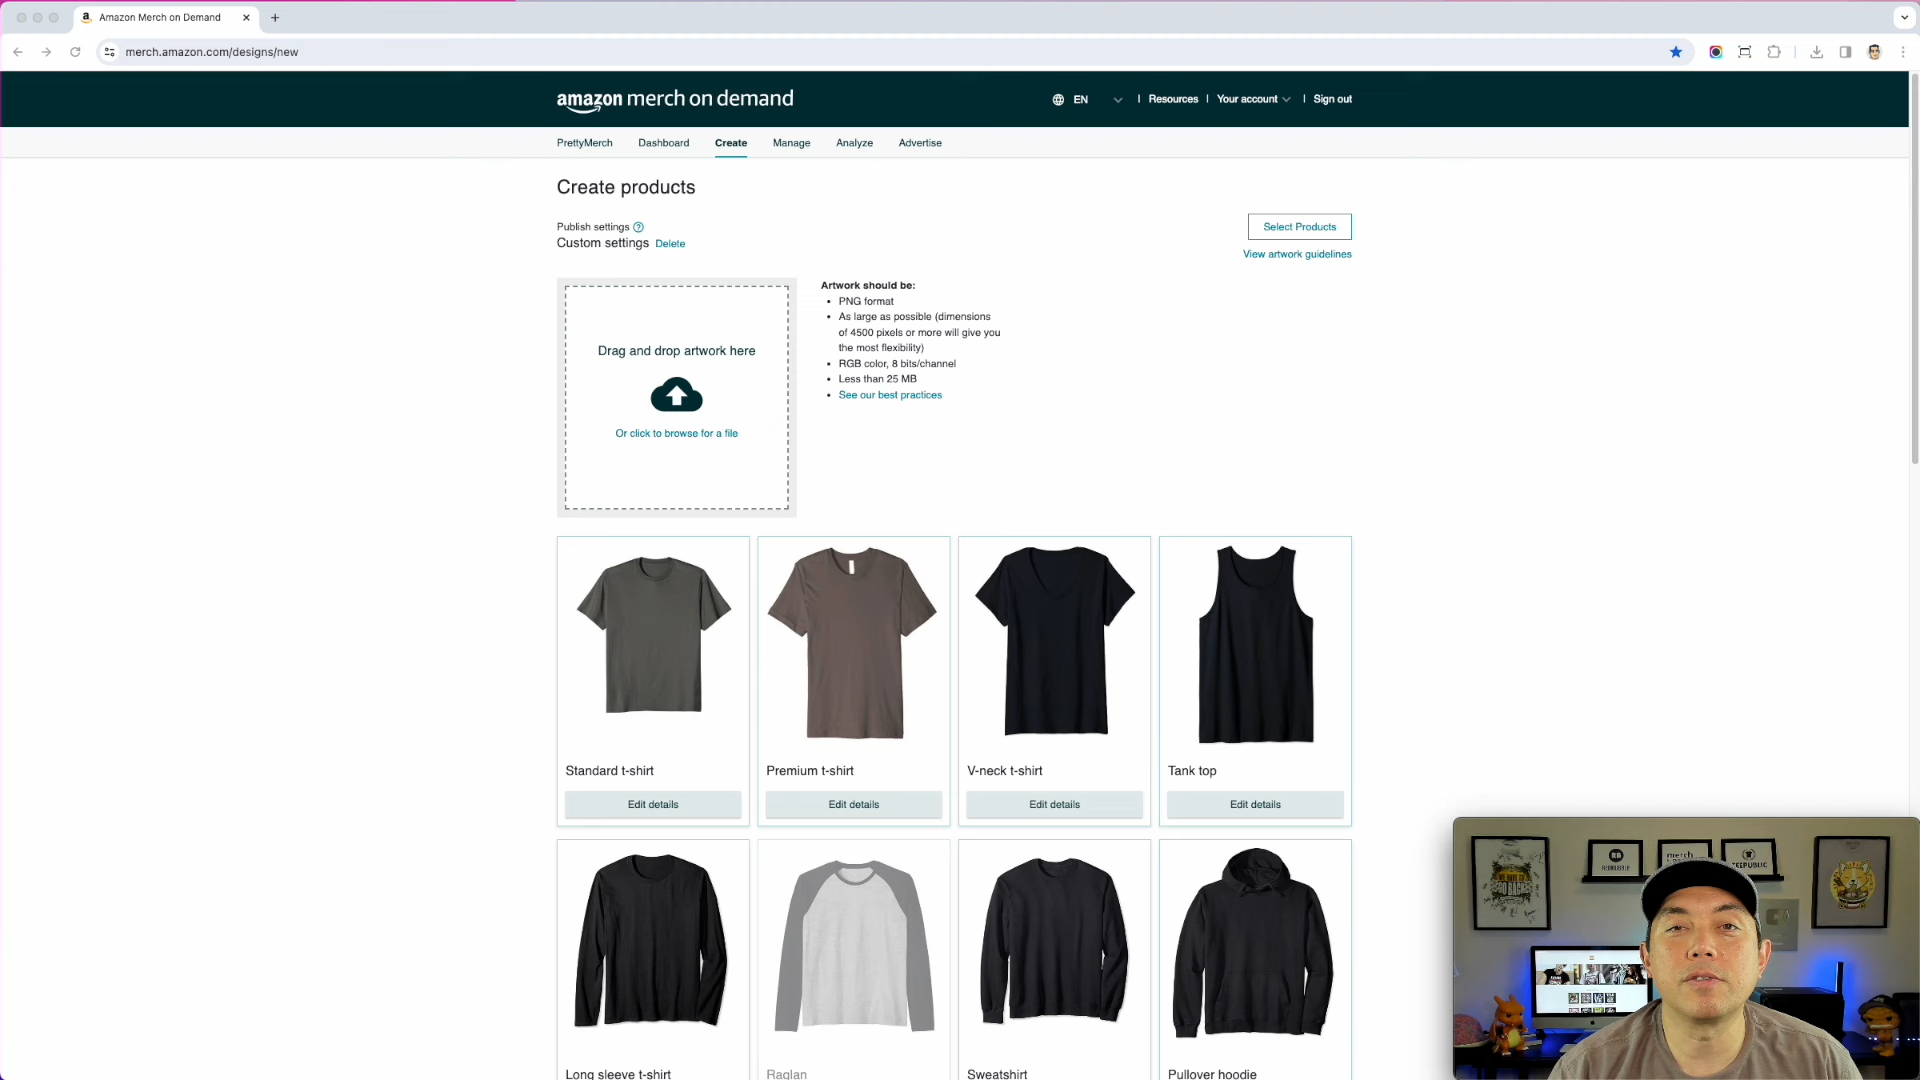 Amazon Merch on Demand
merch.amazon.com/designs/new
amazon merch on demand
EN
Resources
Your account
Sign out
PrettyMerch
Dashboard
Create
Manage
Analyze
Advertise
Create products
Publish settings
Custom settings Delete
Select Products
View artwork guidelines
Drag and drop artwork here
Or click to browse for a file
Artwork should be:
PNG format
As large as possible (dimensions
of 4500 pixels or more will give you
the most flexibility)
RGB color, 8 bits/channel
Less than 25 MB
See our best practices
Standard t-shirt
Premium t-shirt
V-neck t-shirt
Tank top
Edit details
Edit details
Edit details
Edit details
Long sleeve t-shirt
Raglan
Sweatshirt
Pullover hoodie
REDBUBBLE
merch
TEEPUBLIC